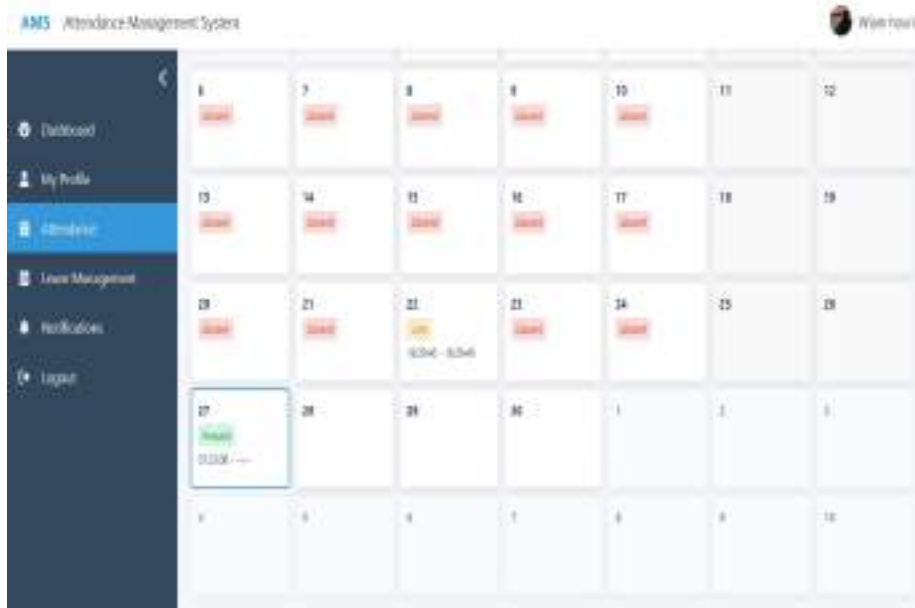 AMS Attendance Management System
6 7 8 9 10 11 12
Absent Absent Absent Absent Absent
Dashboard
My Profile
13 14 15 16 17 18 19
Absent Absent Absent Absent Absent
Attendance
Leave Management
20 21 22 23 24 25 26
Absent Absent Late Absent Absent
Notifications
Logout
27 28 29 30 1 2 3
Present
4 5 6 7 8 9 10